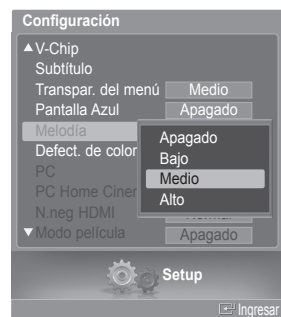 Configuración
▲ V-Chip
Subtítulo
Transpar. del menú Medio
Pantalla Azul Apagado
Melodía
Defect. de color
PC
PC Home
N.neg HDMI
▼ Modo película Apagado
Apagado
Bajo
Medio
Alto
Setup
Ingresar